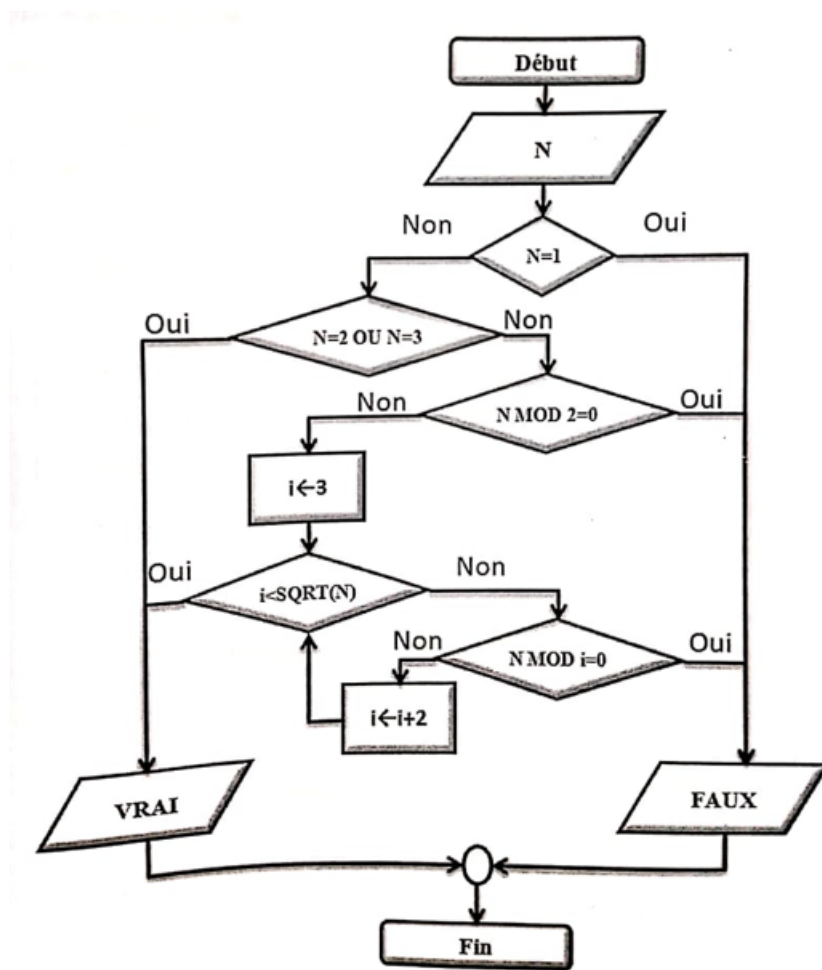 Début
N
Non
Oui
N=1
Oui
N=2 OU N=3
Non
Non
N MOD 2=0
Oui
i←3
Oui
i<SQRT(N)
Non
Non
N MOD i=0
Oui
i←i+2
VRAI
FAUX
Fin